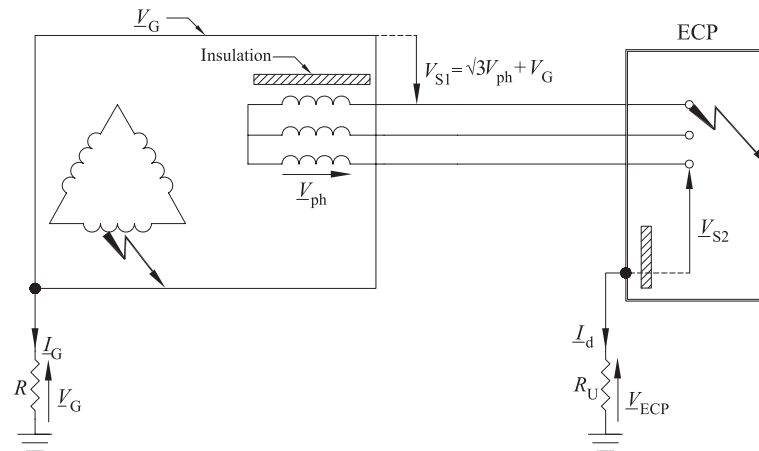 V_G
ECP
Insulation
V_S1 = √3V_ph + V_G
V_ph
V_S2
I_G
I_d
R
V_G
R_U
V_ECP